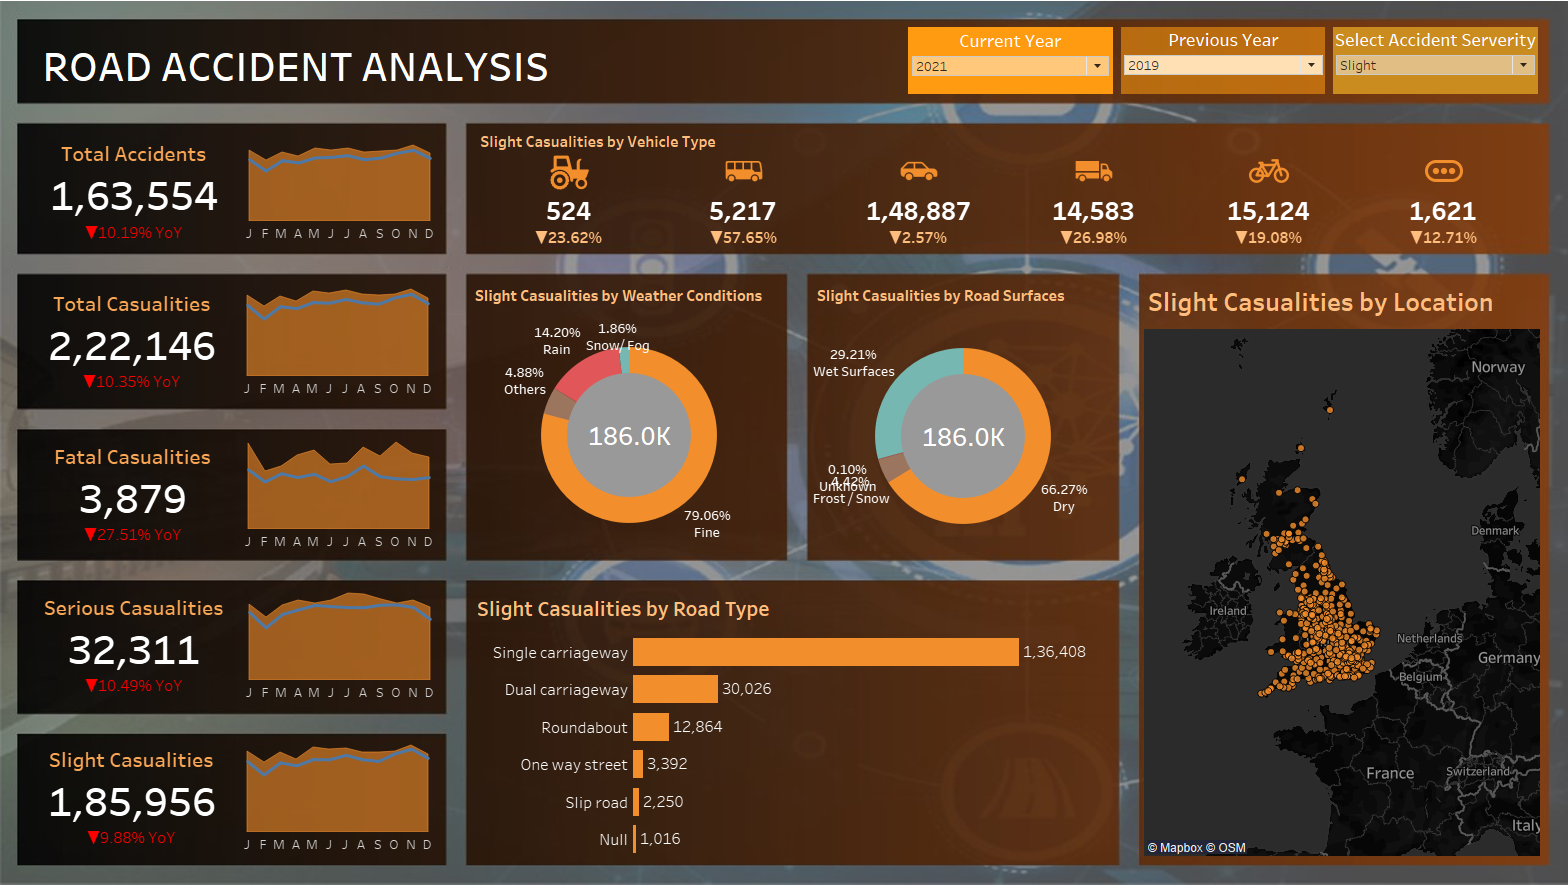 ROAD ACCIDENT ANALYSIS
Current Year
2021
Previous Year
2019
Select Accident Serverity
Slight
Total Accidents
1,63,554
▼10.19% YoY
J F M A M J J A S O N D
Total Casualities
2,22,146
▼10.35% YoY
J F M A M J J A S O N D
Fatal Casualities
3,879
▼27.51% YoY
J F M A M J J A S O N D
Serious Casualities
32,311
▼10.49% YoY
J F M A M J J A S O N D
Slight Casualities
1,85,956
▼9.88% YoY
J F M A M J J A S O N D
Slight Casualities by Vehicle Type
524 5,217 1,48,887 14,583 15,124 1,621
▼23.62% ▼57.65% ▼2.57% ▼26.98% ▼19.08% ▼12.71%
Slight Casualities by Weather Conditions
1.86%
Snow/ Fog
14.20%
Rain
4.88%
Others
186.0K
79.06%
Fine
Slight Casualities by Road Surfaces
29.21%
Wet Surfaces
186.0K
0.10%
Unknown
4.42%
Frost / Snow
66.27%
Dry
Slight Casualities by Road Type
Single carriageway 1,36,408
Dual carriageway 30,026
Roundabout 12,864
One way street 3,392
Slip road 2,250
Null 1,016
Slight Casualities by Location
Norway
Denmark
Ireland
Netherlands
Germany
Belgium
France
Switzerland
Italy
© Mapbox © OSM